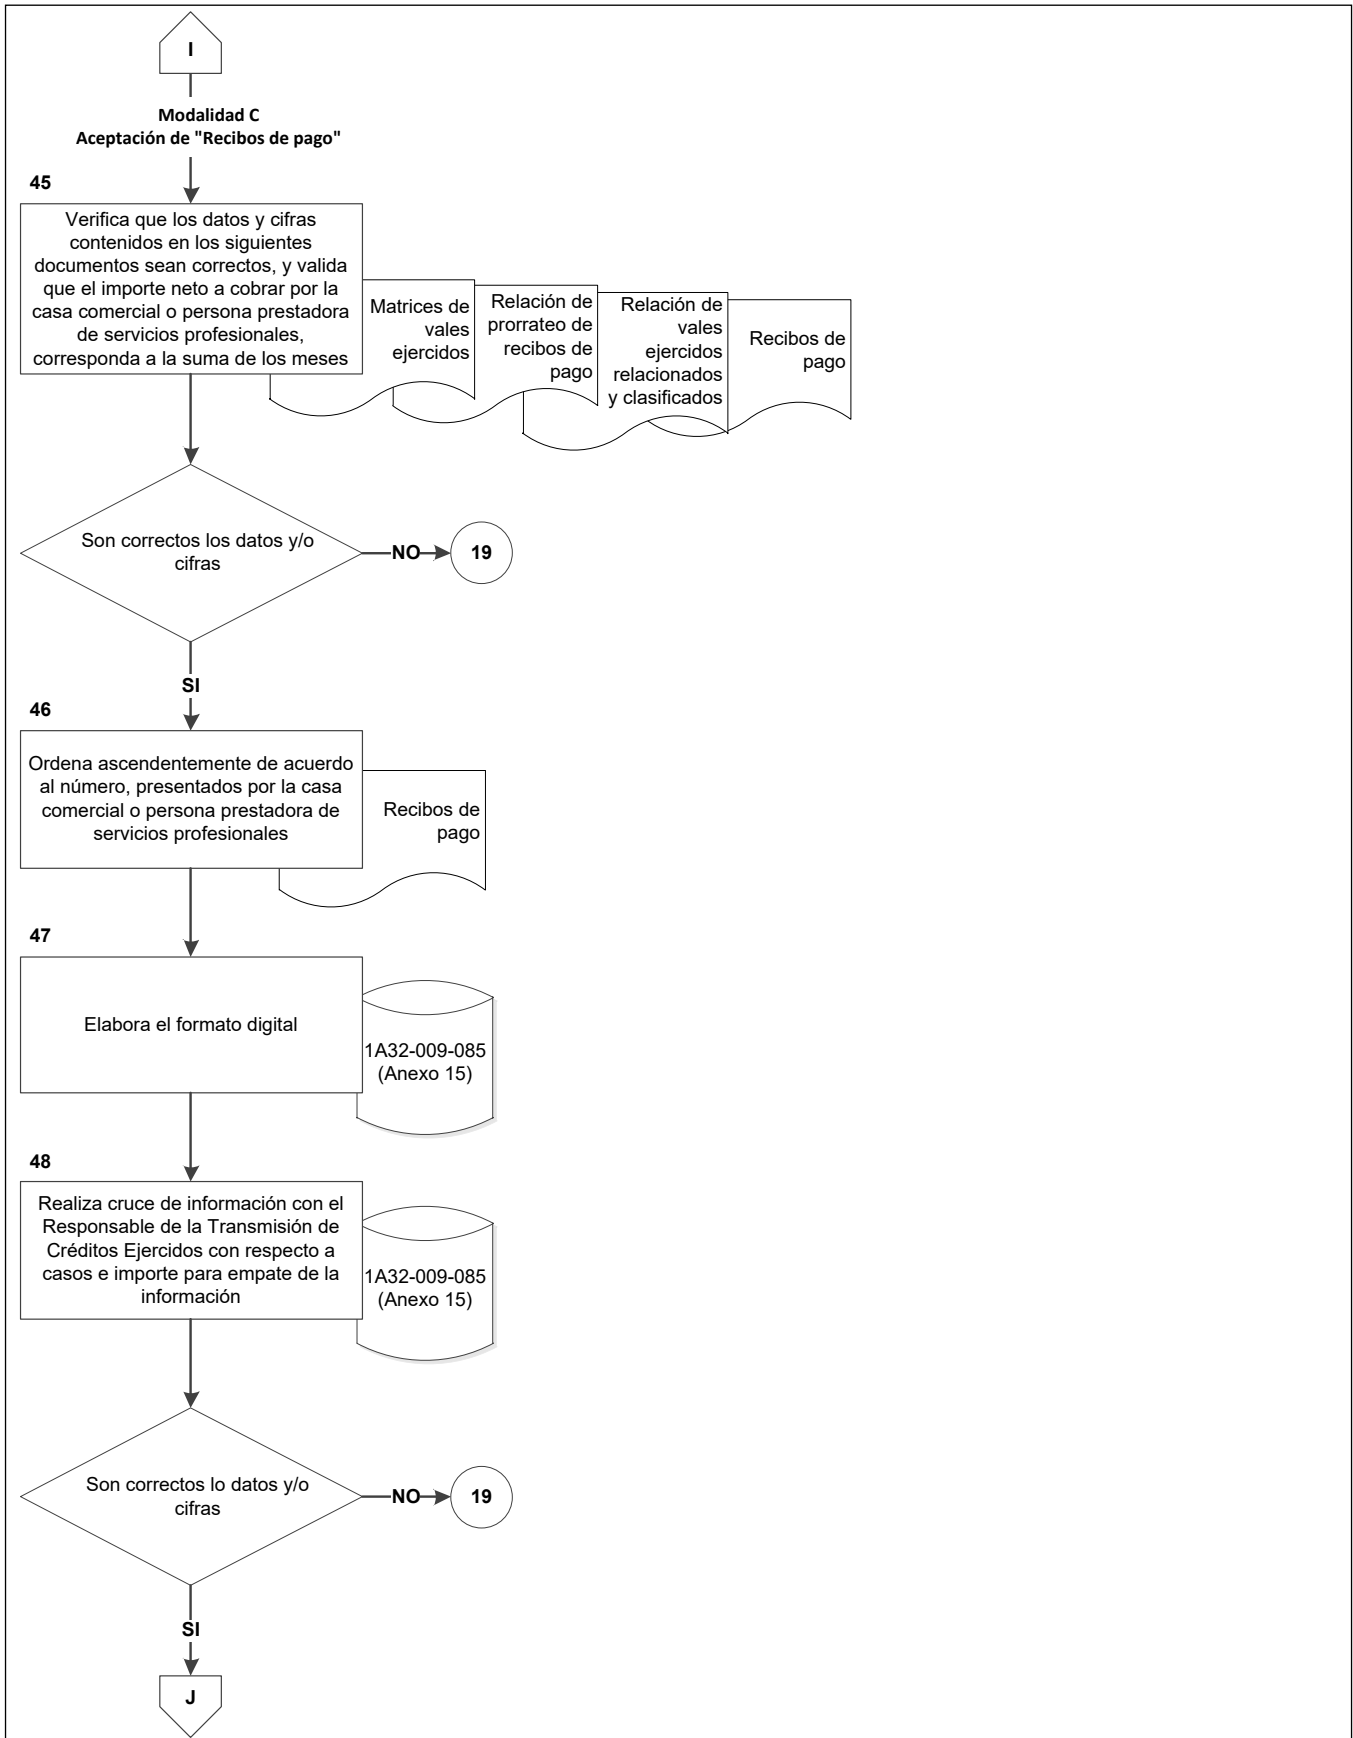 I
Modalidad C
Aceptación de "Recibos de pago"
45
Verifica que los datos y cifras
contenidos en los siguientes
documentos sean correctos, y valida
que el importe neto a cobrar por la
casa comercial o persona prestadora
de servicios profesionales,
corresponda a la suma de los meses
Matrices de
vales
ejercidos
Relación de
prorrateo de
recibos de
pago
Relación de
vales
ejercidos
relacionados
y clasificados
Recibos de
pago
Son correctos los datos y/o
cifras
NO
19
SI
46
Ordena ascendentemente de acuerdo
al número, presentados por la casa
comercial o persona prestadora de
servicios profesionales
Recibos de
pago
47
Elabora el formato digital
1A32-009-085
(Anexo 15)
48
Realiza cruce de información con el
Responsable de la Transmisión de
Créditos Ejercidos con respecto a
casos e importe para empate de la
información
1A32-009-085
(Anexo 15)
Son correctos lo datos y/o
cifras
NO
19
SI
J